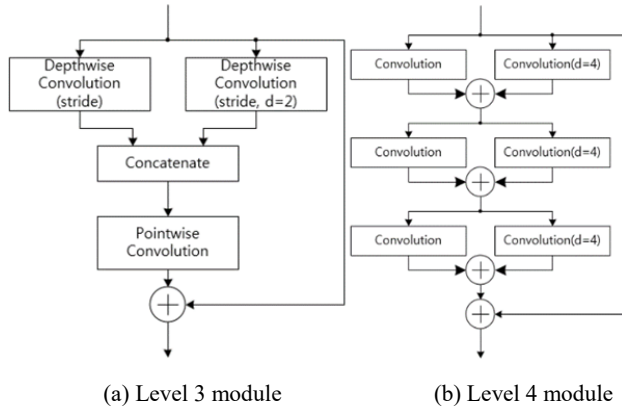 Depthwise
Convolution
(stride)
Depthwise
Convolution
(stride, d=2)
Concatenate
Pointwise
Convolution
(a) Level 3 module
Convolution
Convolution(d=4)
Convolution
Convolution(d=4)
Convolution
Convolution(d=4)
(b) Level 4 module